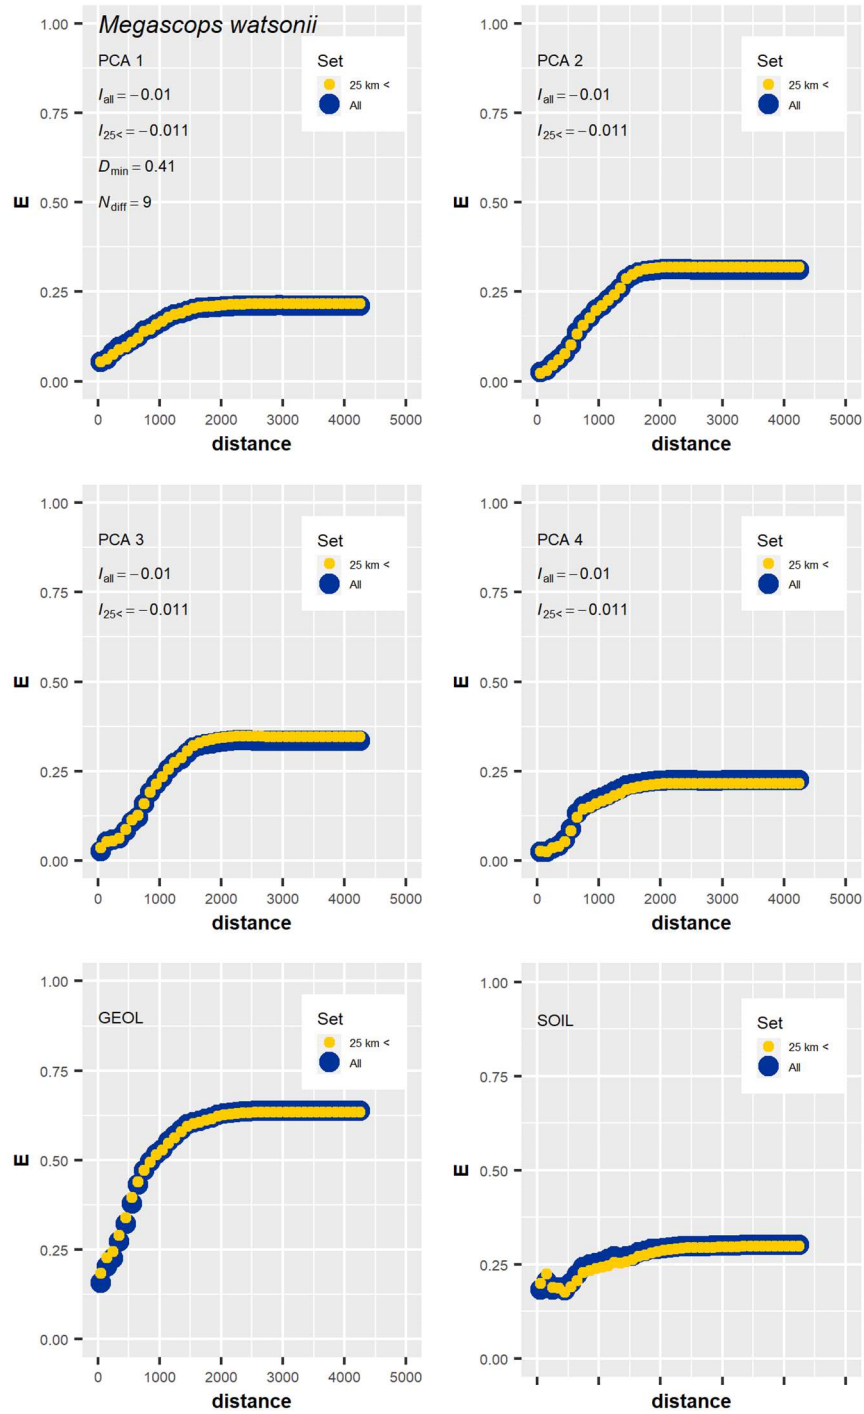 Megascops watsonii
PCA 1
I_all = −0.01
I_25< = −0.011
D_min = 0.41
N_diff = 9
Set
25 km <
All
1.00
0.75
0.50
0.25
0.00
E
0 1000 2000 3000 4000 5000
distance
PCA 2
I_all = −0.01
I_25< = −0.011
Set
25 km <
All
1.00
0.75
0.50
0.25
0.00
E
0 1000 2000 3000 4000 5000
distance
PCA 3
I_all = −0.01
I_25< = −0.011
Set
25 km <
All
1.00
0.75
0.50
0.25
0.00
E
0 1000 2000 3000 4000 5000
distance
PCA 4
I_all = −0.01
I_25< = −0.011
Set
25 km <
All
1.00
0.75
0.50
0.25
0.00
E
0 1000 2000 3000 4000 5000
distance
GEOL
Set
25 km <
All
1.00
0.75
0.50
0.25
0.00
E
0 1000 2000 3000 4000 5000
distance
SOIL
Set
25 km <
All
1.00
0.75
0.50
0.25
0.00
E
distance